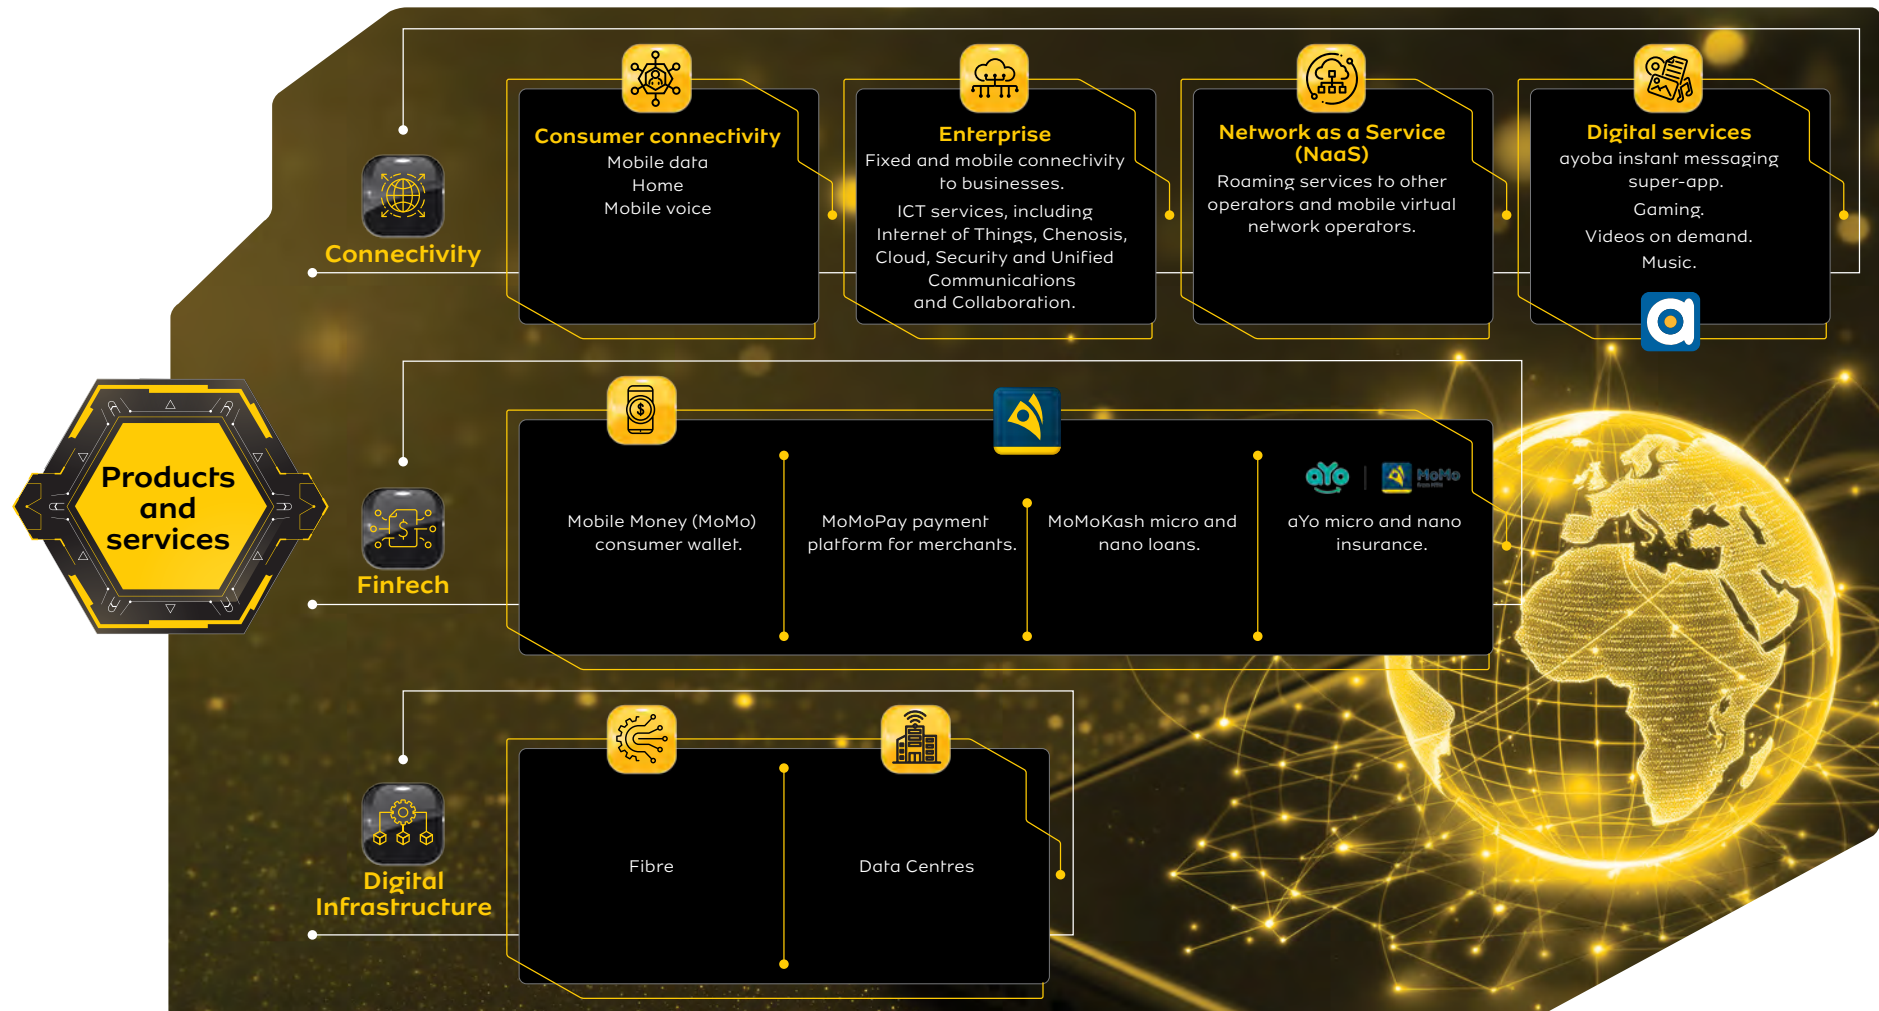 Products
and
services
Connectivity
Consumer connectivity
Mobile data
Home
Mobile voice
Enterprise
Fixed and mobile connectivity
to businesses.
ICT services, including
Internet of Things, Chenosis,
Cloud, Security and Unified
Communications
and Collaboration.
Network as a Service
(NaaS)
Roaming services to other
operators and mobile virtual
network operators.
Digital services
ayoba instant messaging
super-app.
Gaming.
Videos on demand.
Music.
Fintech
Mobile Money (MoMo)
consumer wallet.
MoMoPay payment
platform for merchants.
MoMoKash micro and
nano loans.
aYo
MoMo
aYo micro and nano
insurance.
Digital
Infrastructure
Fibre
Data Centres